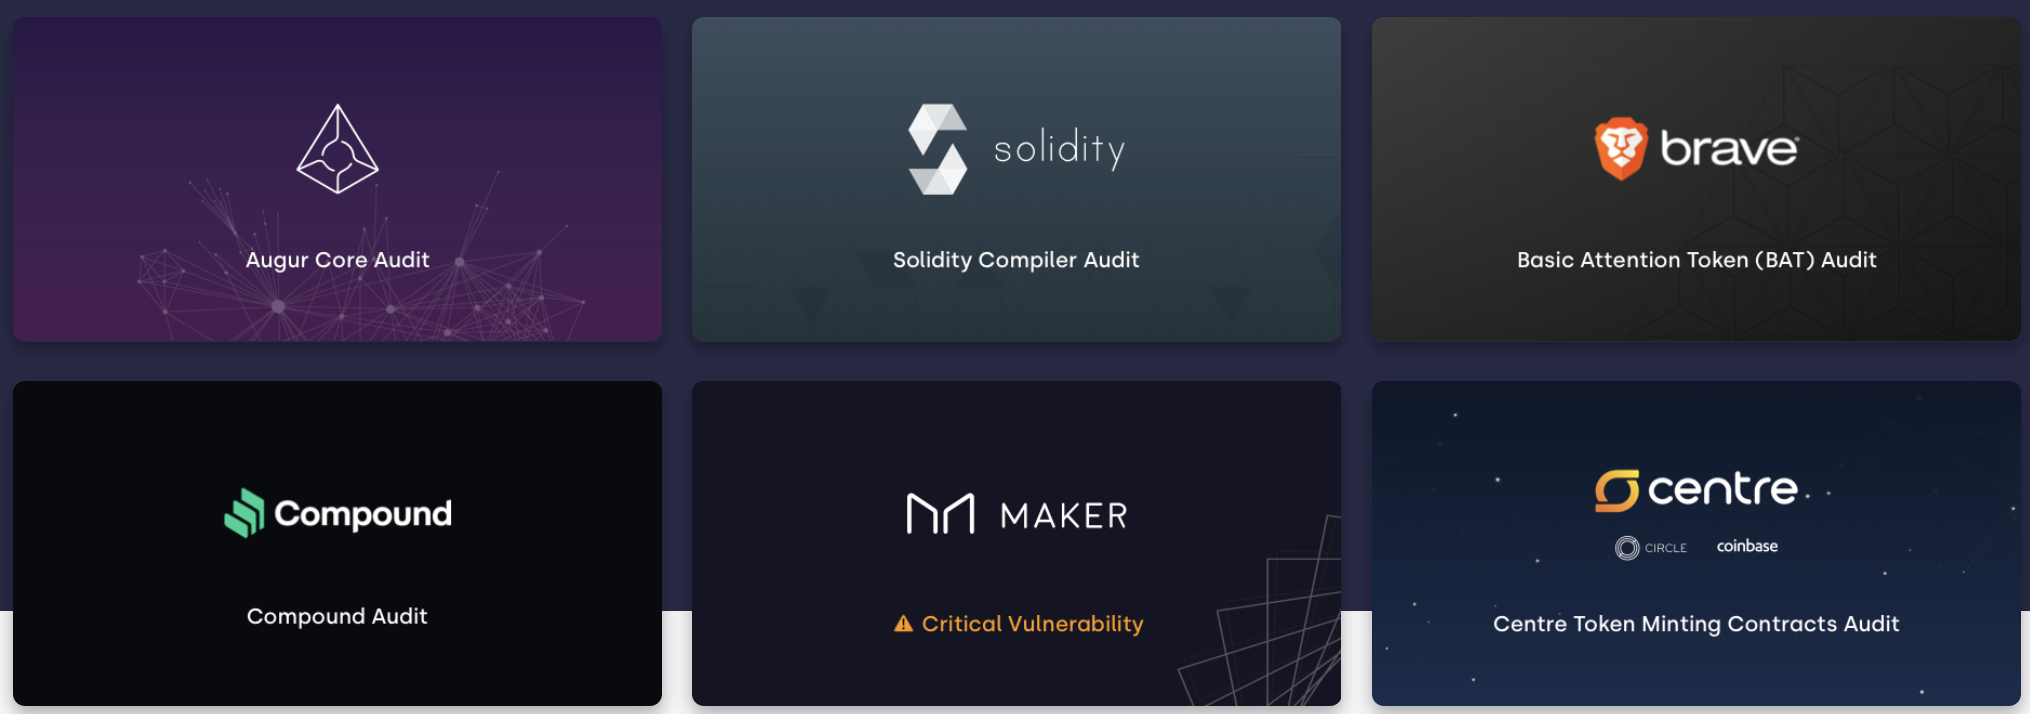 Augur Core Audit
solidity
Solidity Compiler Audit
brave
Basic Attention Token (BAT) Audit
Compound
Compound Audit
MAKER
Critical Vulnerability
centre
CIRCLE coinbase
Centre Token Minting Contracts Audit